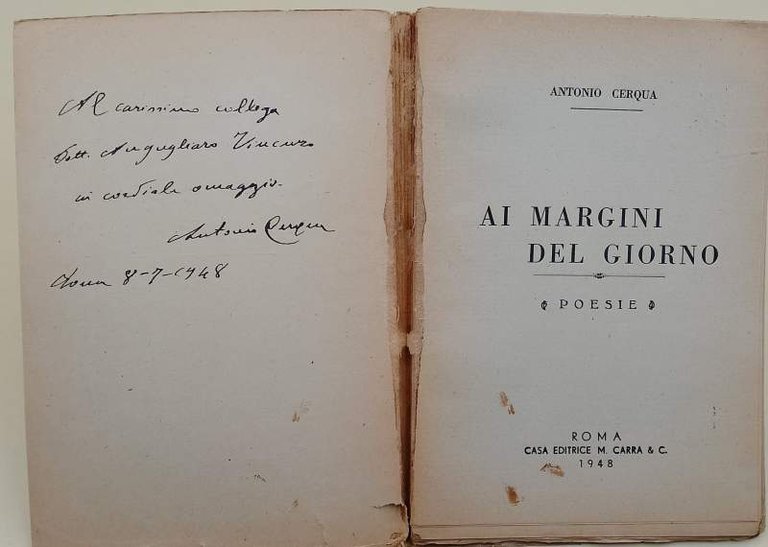 Al carissimo collega
Dott. Angugliaro Vincenzo
in cordiale omaggio.
Antonio Cerqua
Roma 8-7-1948
ANTONIO CERQUA
AI MARGINI
DEL GIORNO
POESIE
ROMA
CASA EDITRICE M. CARRA & C.
1948